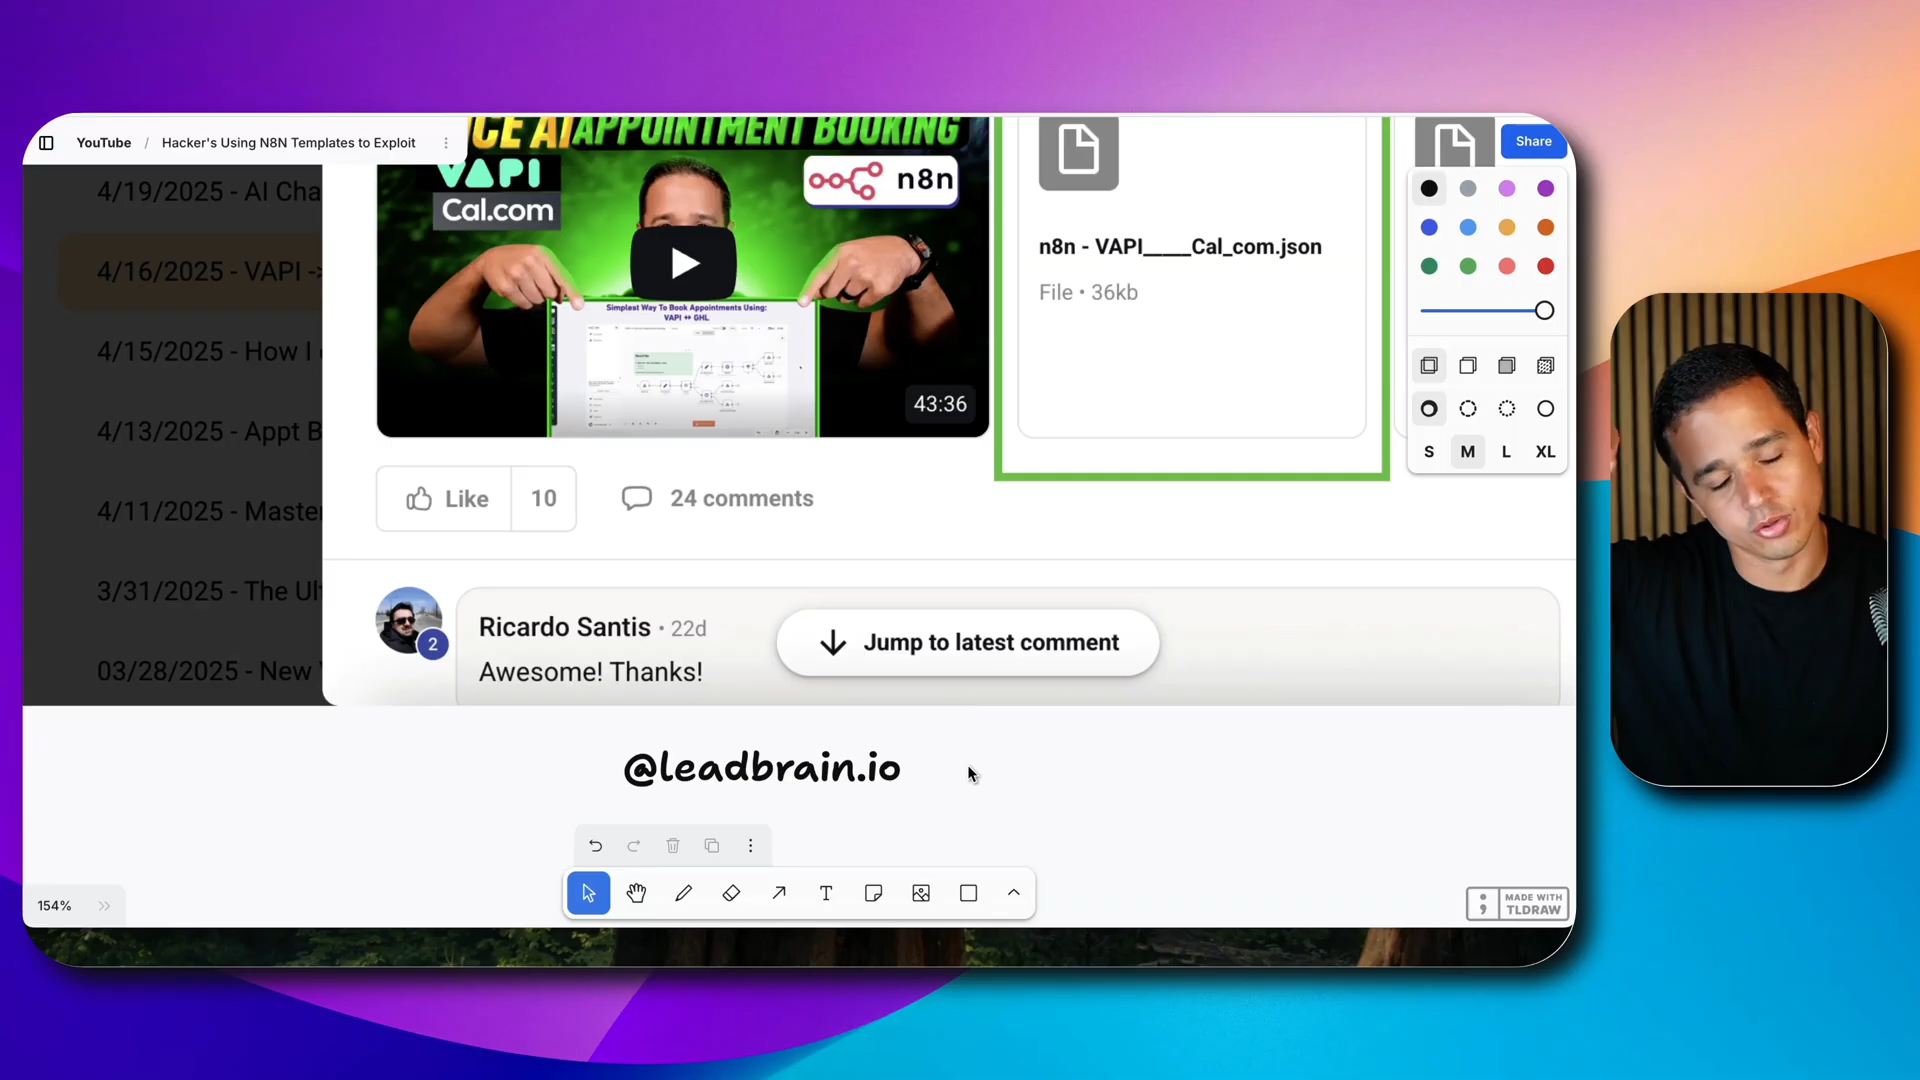 YouTube / Hacker's Using N8N Templates to Exploit
Share
4/19/2025 - AI Cha
4/16/2025 - VAPI ->
4/15/2025 - How I
4/13/2025 - Appt B
4/11/2025 - Master
3/31/2025 - The Ul
03/28/2025 - New
ICE AI APPOINTMENT BOOKING
VAPI
Cal.com
n8n
Simplest Way To Book Appointments Using:
VAPI ↔ GHL
43:36
n8n - VAPI_____Cal_com.json
File • 36kb
S M L XL
Like 10
24 comments
Ricardo Santis • 22d
2
Awesome! Thanks!
Jump to latest comment
@leadbrain.io
154%
MADE WITH
TLDRAW